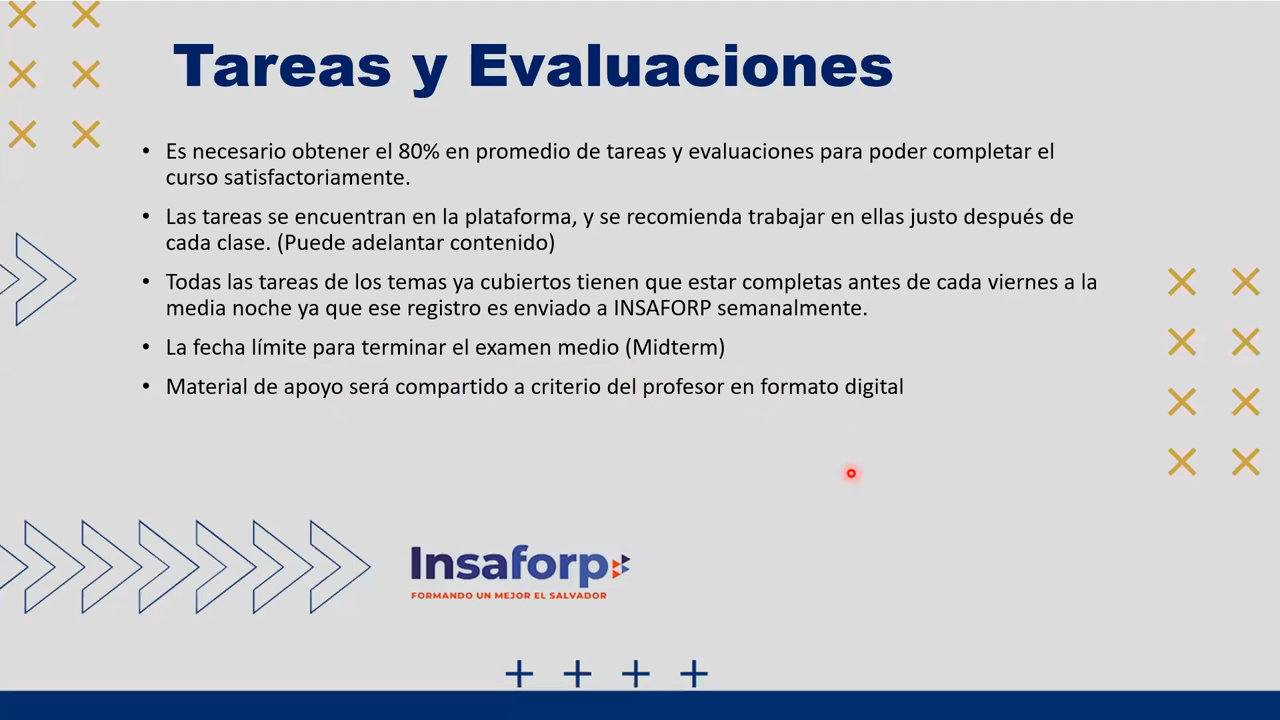 Tareas y Evaluaciones
• Es necesario obtener el 80% en promedio de tareas y evaluaciones para poder completar el
curso satisfactoriamente.
• Las tareas se encuentran en la plataforma, y se recomienda trabajar en ellas justo después de
cada clase. (Puede adelantar contenido)
• Todas las tareas de los temas ya cubiertos tienen que estar completas antes de cada viernes a la
media noche ya que ese registro es enviado a INSAFORP semanalmente.
• La fecha límite para terminar el examen medio (Midterm)
• Material de apoyo será compartido a criterio del profesor en formato digital
Insaforp
FORMANDO UN MEJOR EL SALVADOR